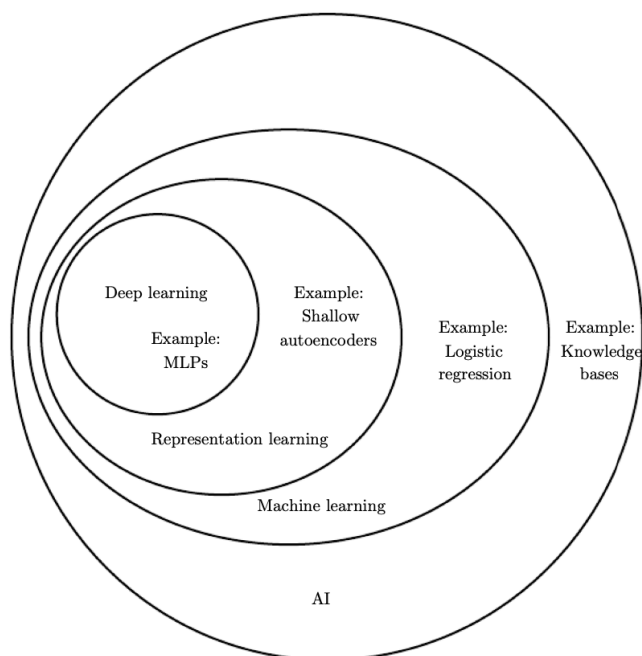 Deep learning
Example:
MLPs
Example:
Shallow
autoencoders
Example:
Logistic
regression
Example:
Knowledge
bases
Representation learning
Machine learning
AI